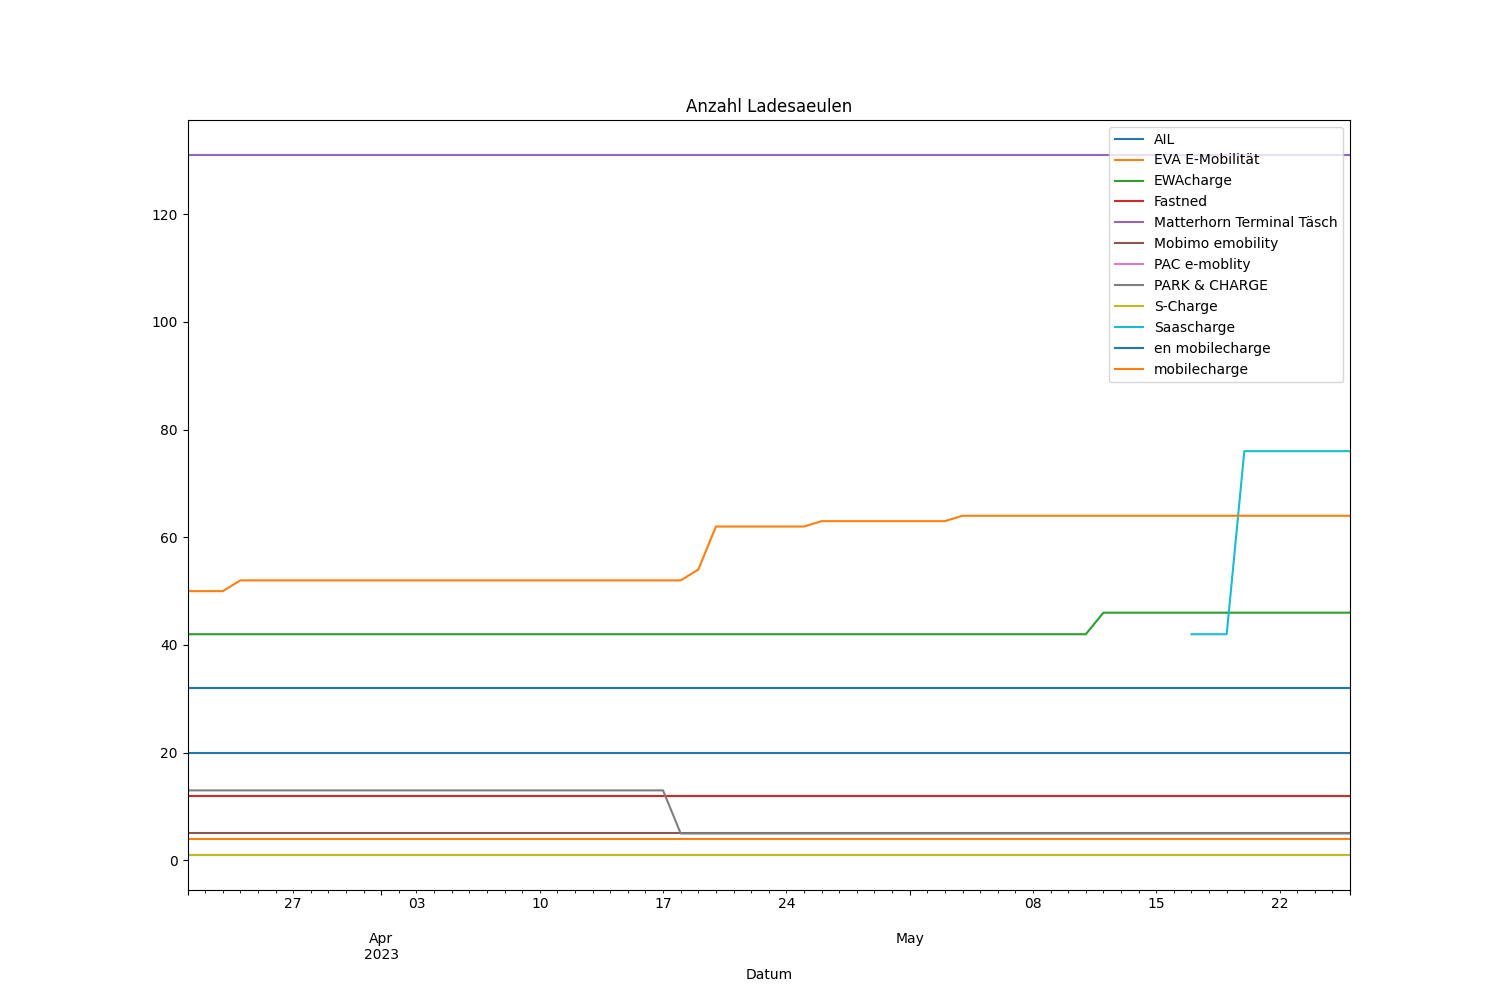 Anzahl Ladesaeulen
AIL
EVA E-Mobilität
EWAcharge
Fastned
Matterhorn Terminal Täsch
Mobimo emobility
PAC e-moblity
PARK & CHARGE
S-Charge
Saascharge
en mobilecharge
mobilecharge
120
100
80
60
40
20
0
27 03 10 17 24 08 15 22
Apr May
2023
Datum